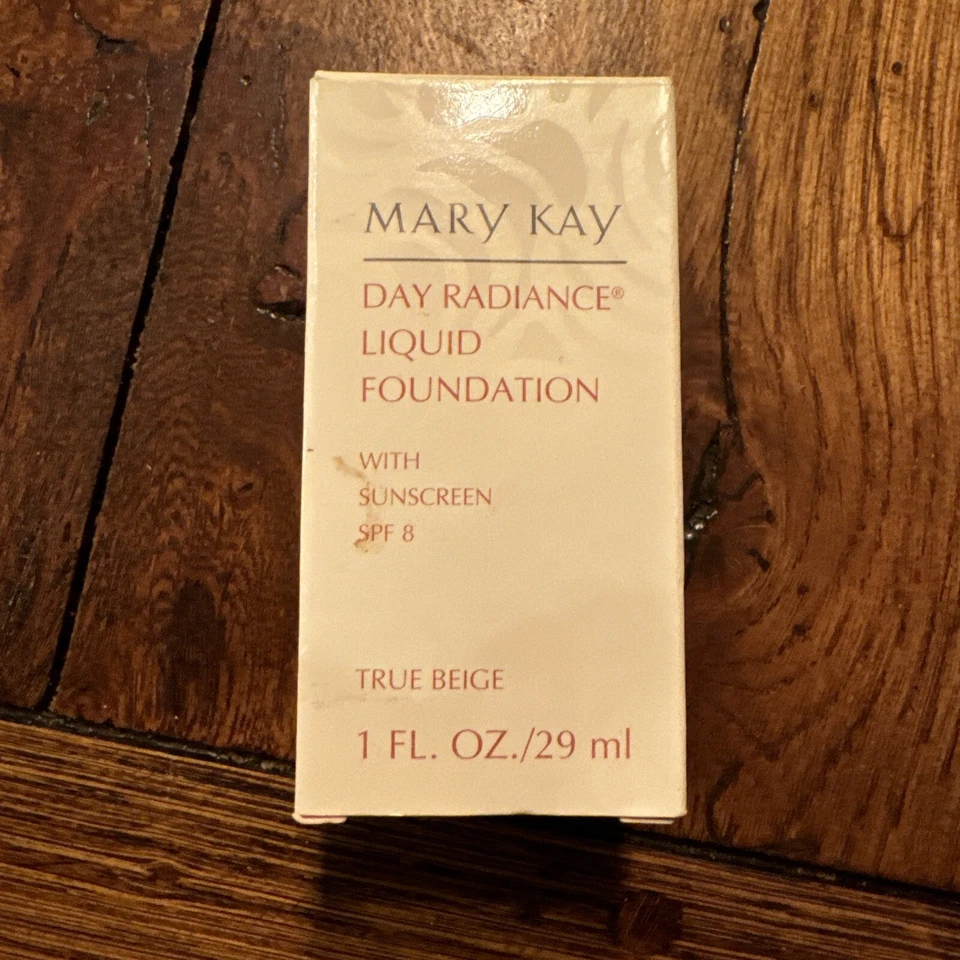 MARY KAY
DAY RADIANCE®
LIQUID
FOUNDATION
WITH
SUNSCREEN
SPF 8
TRUE BEIGE
1 FL. OZ./29 ml